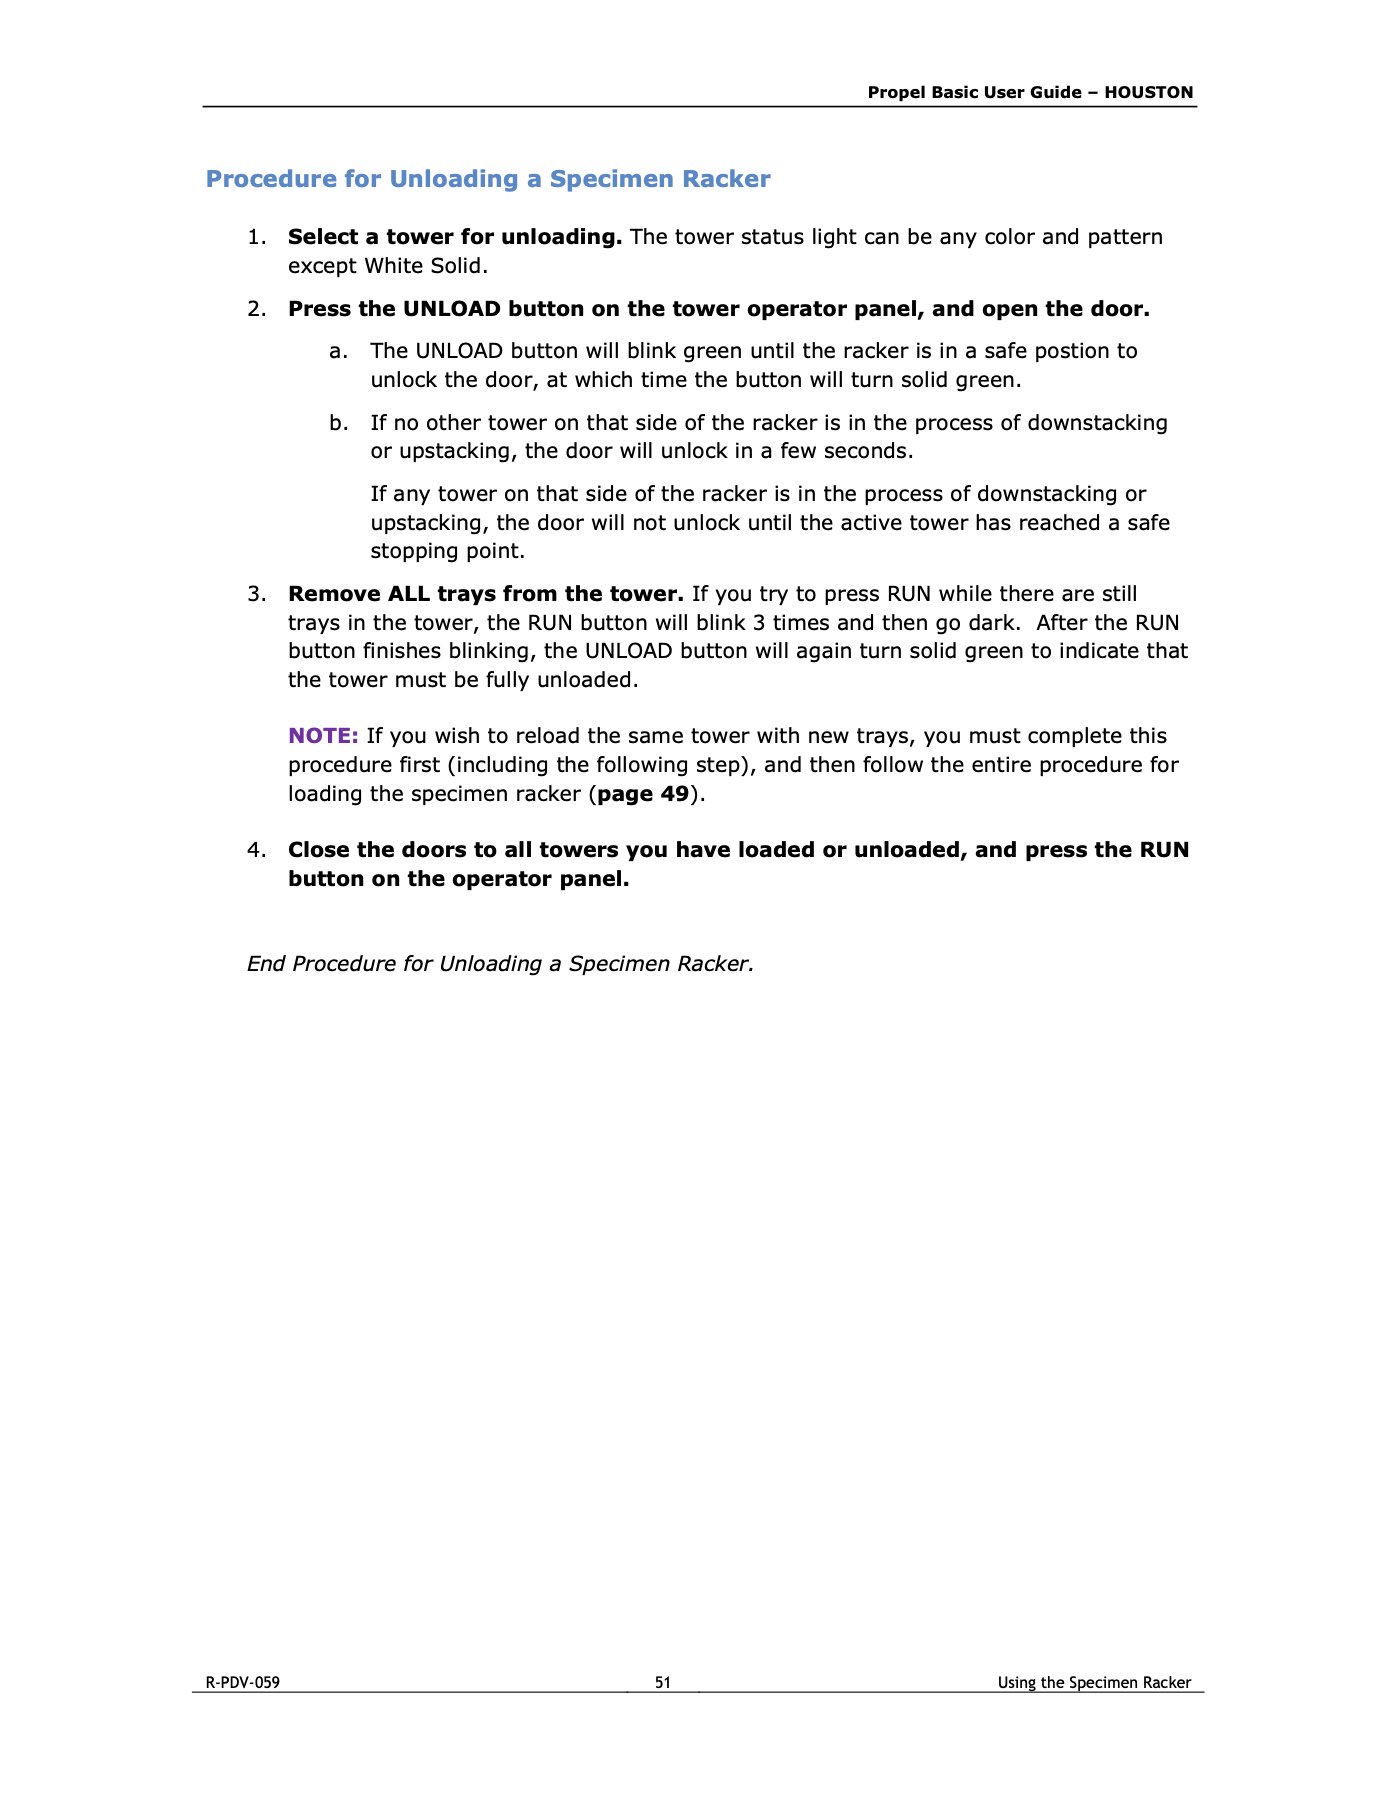 Propel Basic User Guide – HOUSTON
Procedure for Unloading a Specimen Racker
1. Select a tower for unloading. The tower status light can be any color and pattern
except White Solid.
2. Press the UNLOAD button on the tower operator panel, and open the door.
a. The UNLOAD button will blink green until the racker is in a safe postion to
unlock the door, at which time the button will turn solid green.
b. If no other tower on that side of the racker is in the process of downstacking
or upstacking, the door will unlock in a few seconds.
If any tower on that side of the racker is in the process of downstacking or
upstacking, the door will not unlock until the active tower has reached a safe
stopping point.
3. Remove ALL trays from the tower. If you try to press RUN while there are still
trays in the tower, the RUN button will blink 3 times and then go dark.  After the RUN
button finishes blinking, the UNLOAD button will again turn solid green to indicate that
the tower must be fully unloaded.
NOTE: If you wish to reload the same tower with new trays, you must complete this
procedure first (including the following step), and then follow the entire procedure for
loading the specimen racker (page 49).
4. Close the doors to all towers you have loaded or unloaded, and press the RUN
button on the operator panel.
End Procedure for Unloading a Specimen Racker.
R-PDV-059 51 Using the Specimen Racker